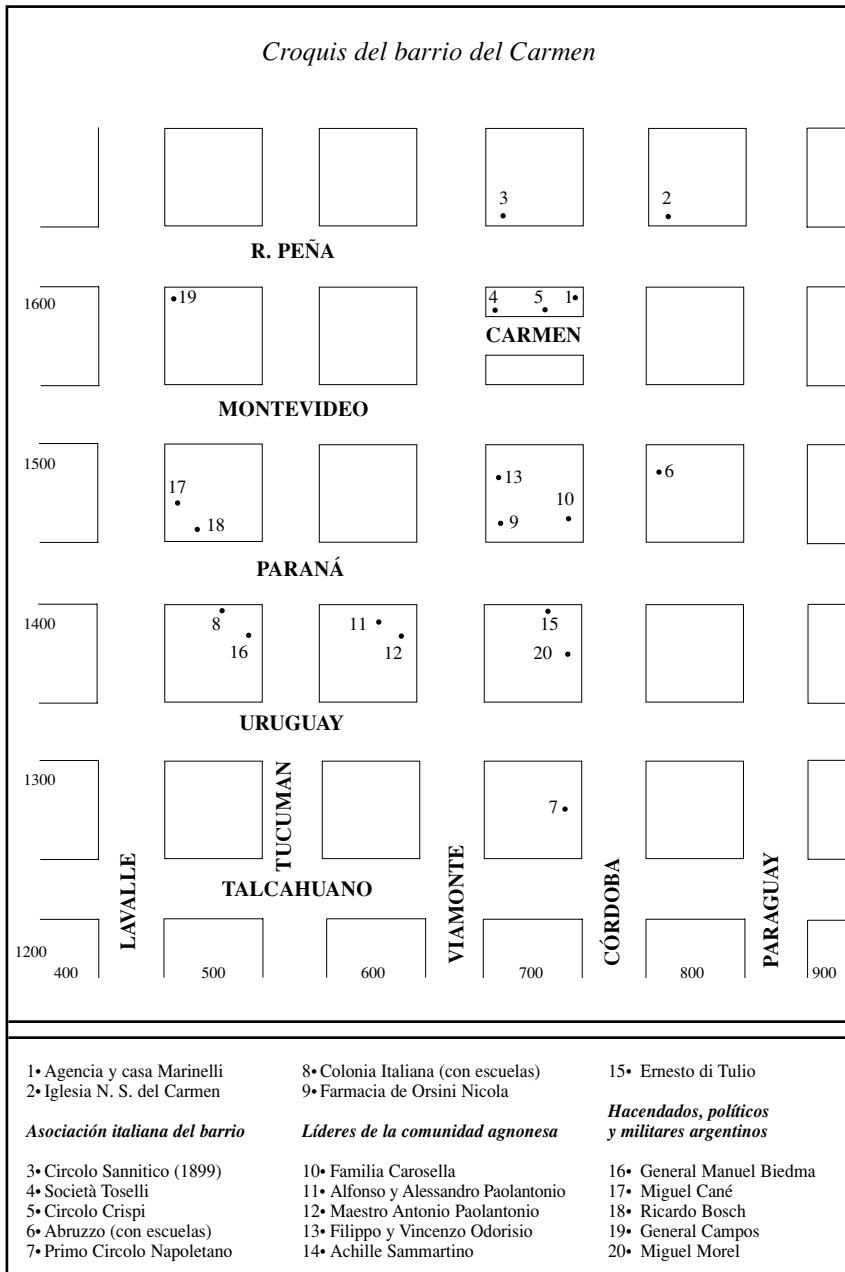 Croquis del barrio del Carmen
3
2
R. PEÑA
1600
19
4 5 1
CARMEN
MONTEVIDEO
1500
17
18
13
10
9
6
PARANÁ
1400
8
16
11
12
15
20
URUGUAY
1300
7
LAVALLE
TUCUMAN
TALCAHUANO
VIAMONTE
CÓRDOBA
PARAGUAY
1200
400 500 600 700 800 900
1• Agencia y casa Marinelli
2• Iglesia N. S. del Carmen
Asociación italiana del barrio
3• Circolo Sannitico (1899)
4• Società Toselli
5• Circolo Crispi
6• Abruzzo (con escuelas)
7• Primo Circolo Napoletano
8• Colonia Italiana (con escuelas)
9• Farmacia de Orsini Nicola
Líderes de la comunidad agnonesa
10• Familia Carosella
11• Alfonso y Alessandro Paolantonio
12• Maestro Antonio Paolantonio
13• Filippo y Vincenzo Odorisio
14• Achille Sammartino
15• Ernesto di Tulio
Hacendados, políticos
y militares argentinos
16• General Manuel Biedma
17• Miguel Cané
18• Ricardo Bosch
19• General Campos
20• Miguel Morel